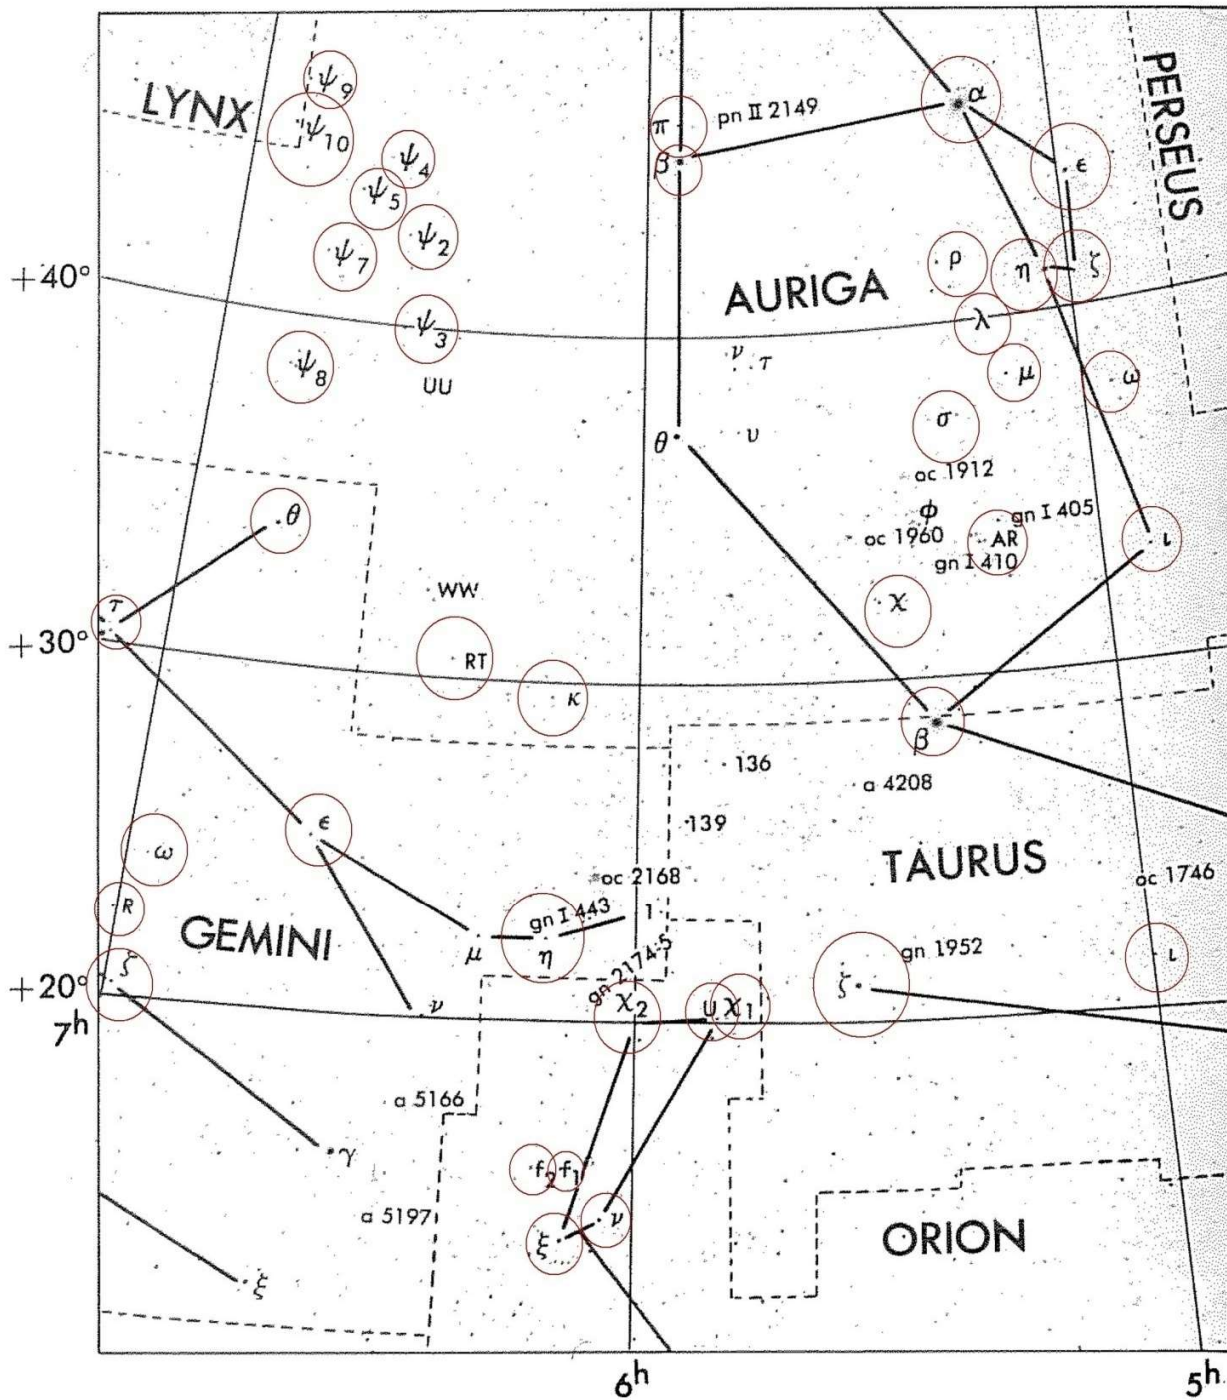 LYNX
ψ9
ψ10
ψ4
ψ5
ψ2
ψ7
ψ3
ψ8
UU
π
β
pn II 2149
α
ε
PERSEUS
+40°
AURIGA
ρ
η
ζ
λ
μ
ω
ν
τ
υ
θ
σ
oc 1912
φ
gn I 405
oc 1960
AR
gn I 410
ι
χ
θ
τ
WW
RT
κ
+30°
β
136
a 4208
139
TAURUS
oc 1746
ε
ω
R
GEMINI
ζ
oc 2168
gn I 443
1
μ
η
gn 2174-5
ν
χ2
U
χ1
ζ
gn 1952
ι
+20°
7h
a 5166
γ
f2
f1
a 5197
ξ
ν
ξ
ORION
6h
5h